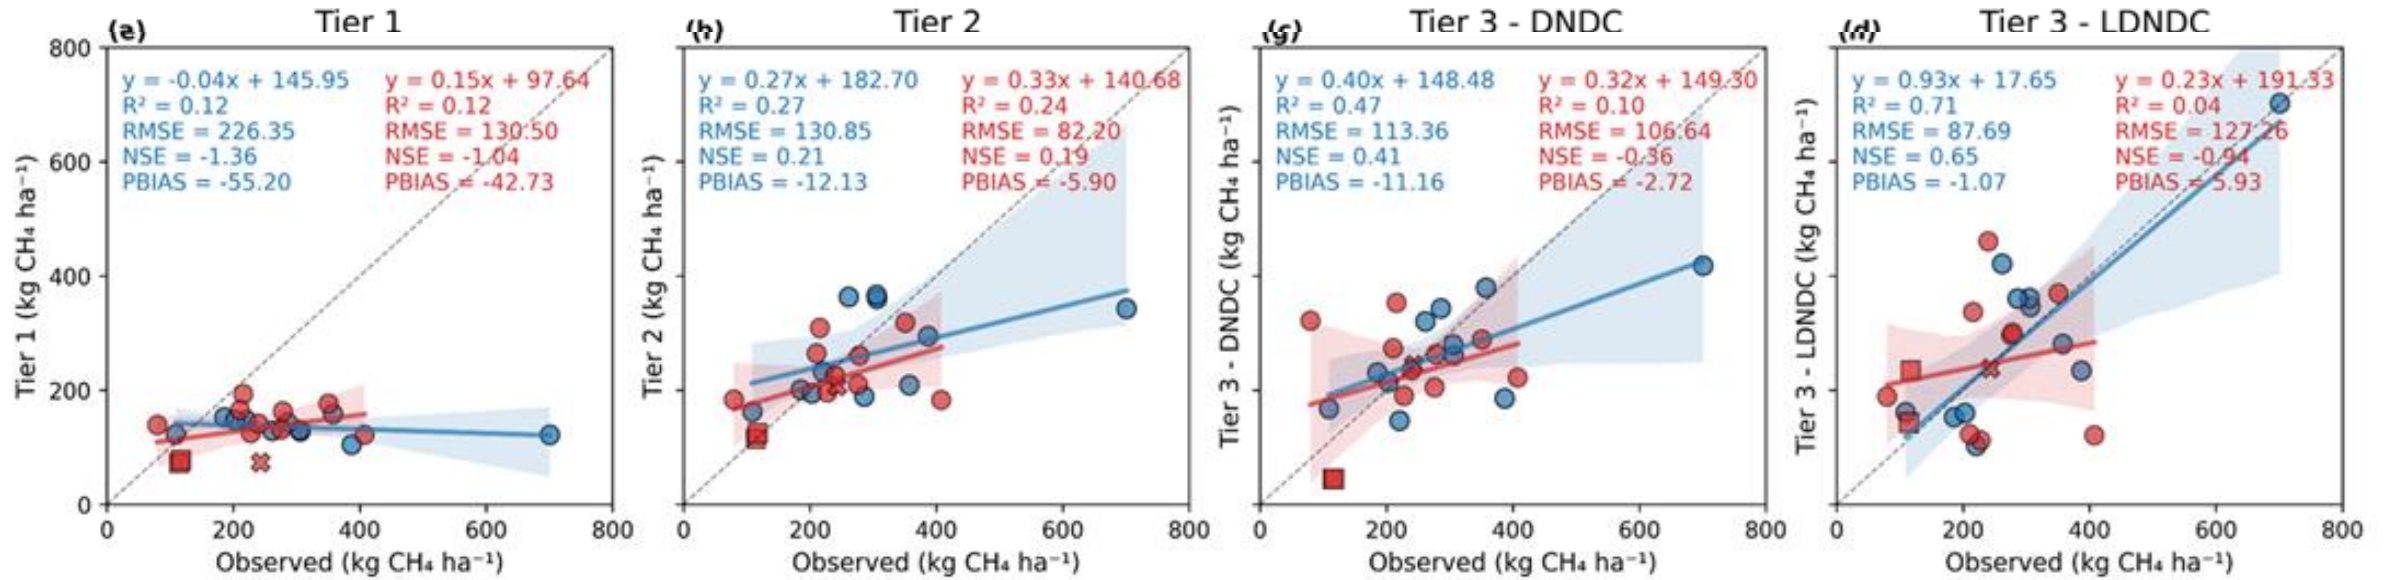 (a) Tier 1
y = -0.04x + 145.95
R² = 0.12
RMSE = 226.35
NSE = -1.36
PBIAS = -55.20
y = 0.15x + 97.64
R² = 0.12
RMSE = 130.50
NSE = -1.04
PBIAS = -42.73
Tier 1 (kg CH₄ ha⁻¹)
800
600
400
200
0
0 200 400 600 800
Observed (kg CH₄ ha⁻¹)
(b) Tier 2
y = 0.27x + 182.70
R² = 0.27
RMSE = 130.85
NSE = 0.21
PBIAS = -12.13
y = 0.33x + 140.68
R² = 0.24
RMSE = 82.20
NSE = 0.19
PBIAS = -5.90
Tier 2 (kg CH₄ ha⁻¹)
0 200 400 600 800
Observed (kg CH₄ ha⁻¹)
Tier 3 - DNDC
y = 0.40x + 148.48
R² = 0.47
RMSE = 113.36
NSE = 0.41
PBIAS = -11.16
y = 0.32x + 149.30
R² = 0.10
RMSE = 106.64
NSE = -0.36
PBIAS = -2.72
Tier 3 - DNDC (kg CH₄ ha⁻¹)
0 200 400 600 800
Observed (kg CH₄ ha⁻¹)
(d) Tier 3 - LDNDC
y = 0.93x + 17.65
R² = 0.71
RMSE = 87.69
NSE = 0.65
PBIAS = -1.07
y = 0.23x + 191.33
R² = 0.04
RMSE = 127.26
NSE = -0.94
PBIAS = 5.93
Tier 3 - LDNDC (kg CH₄ ha⁻¹)
0 200 400 600 800
Observed (kg CH₄ ha⁻¹)